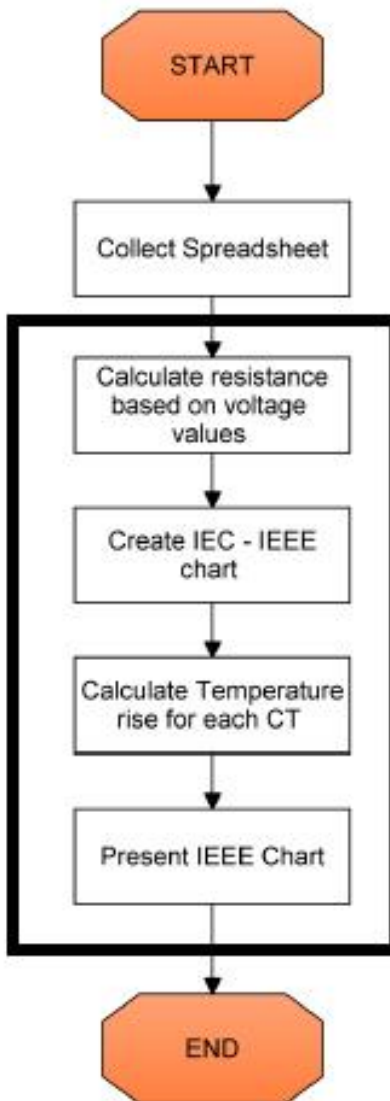 START
Collect Spreadsheet
Calculate resistance
based on voltage
values
Create IEC - IEEE
chart
Calculate Temperature
rise for each CT
Present IEEE Chart
END